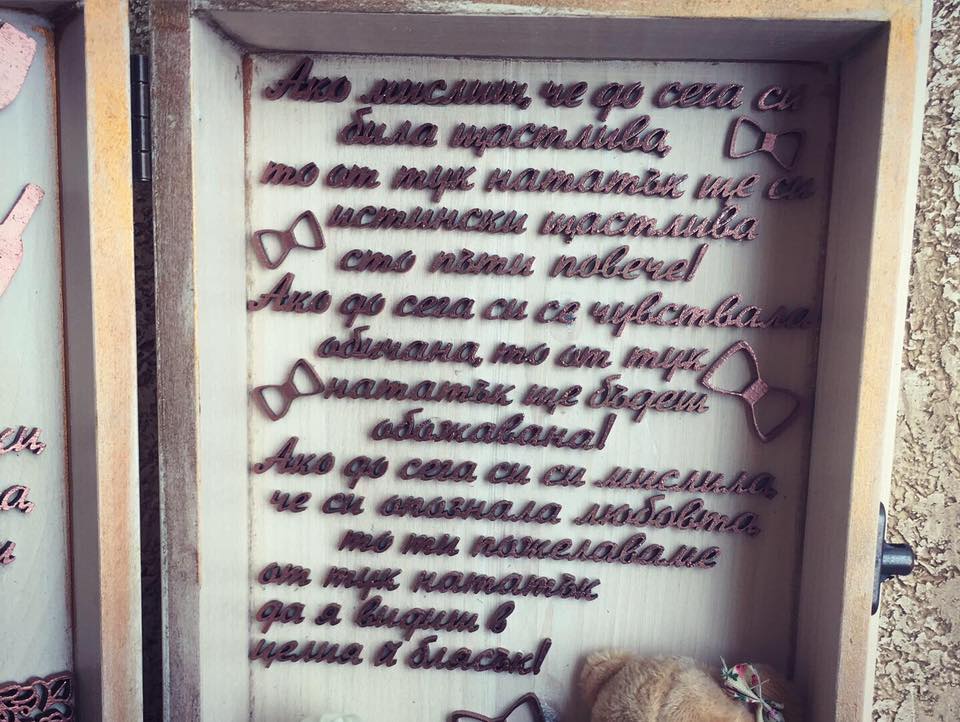 Ако мислиш, че до сега си
била щастлива,
то от тук нататък ще си
истински щастлива
сто пъти повече!
Ако до сега си се чувствала
обичана, то от тук
нататък ще бъдеш
обожавана!
Ако до сега си си мислила,
че си опознала любовта,
то ти пожелаваме
от тук нататък
да я видиш в
целия ѝ блясък!